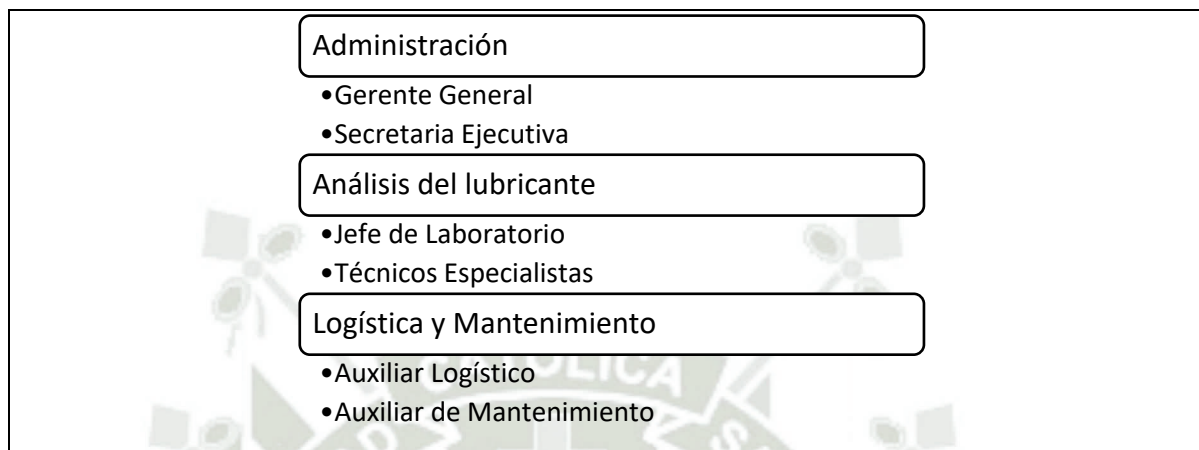 Administración
•Gerente General
•Secretaria Ejecutiva
Análisis del lubricante
•Jefe de Laboratorio
•Técnicos Especialistas
Logística y Mantenimiento
•Auxiliar Logístico
•Auxiliar de Mantenimiento